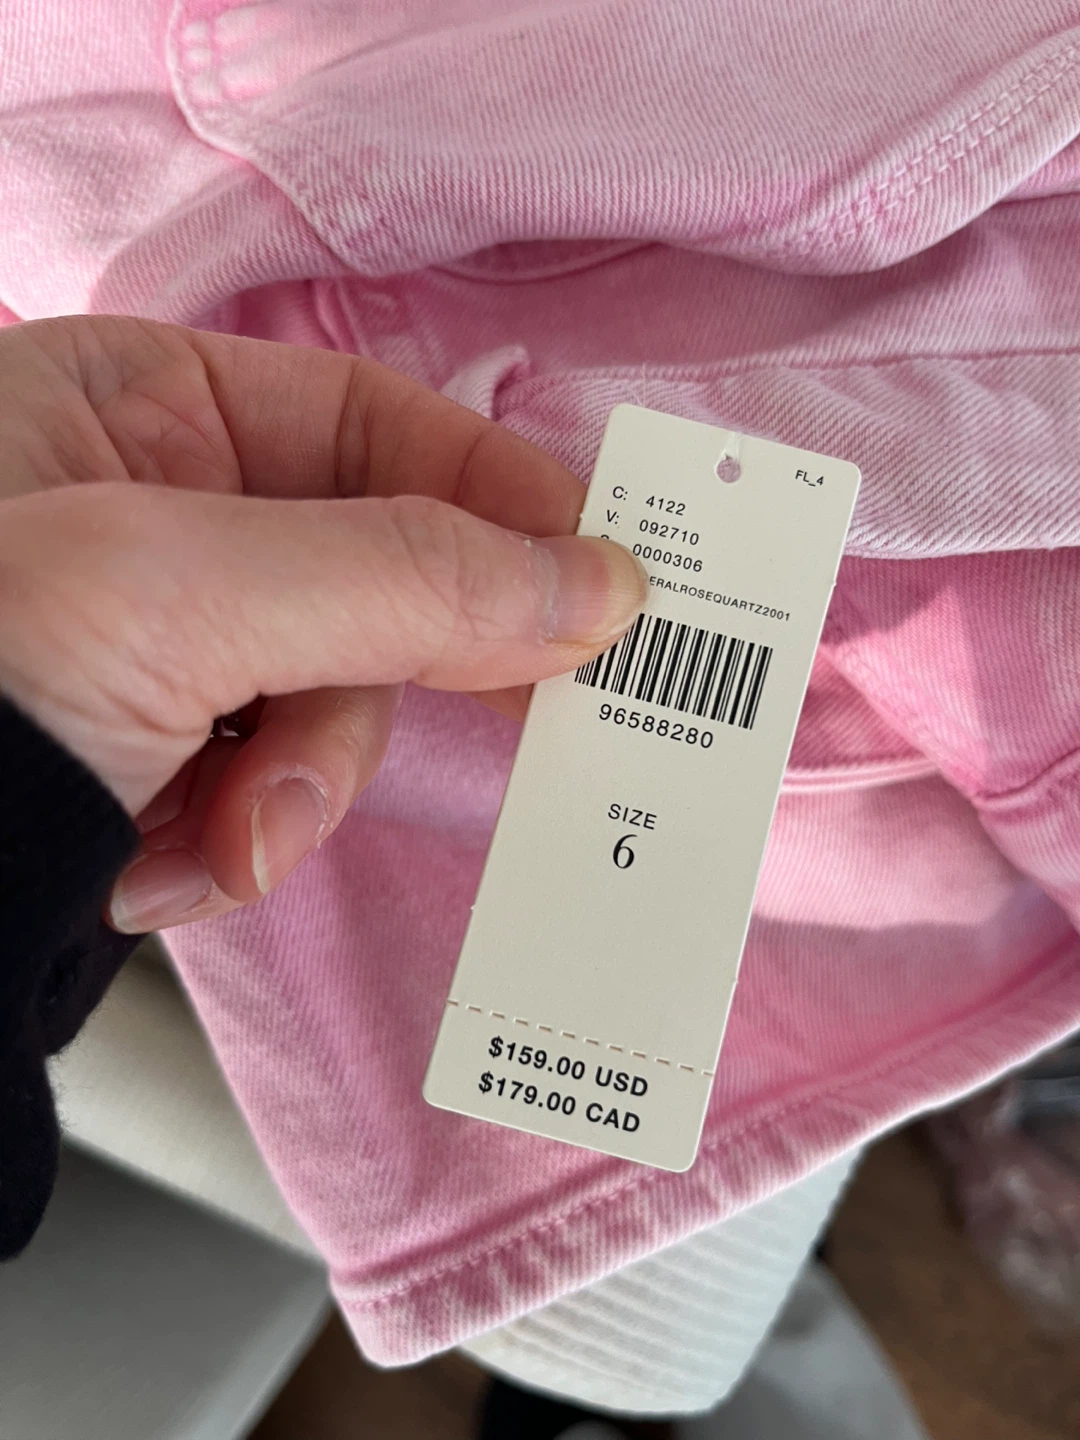 FL_4
C: 4122
V: 092710
0000306
ERALROSEQUARTZ2001
96588280
SIZE
6
$159.00 USD
$179.00 CAD